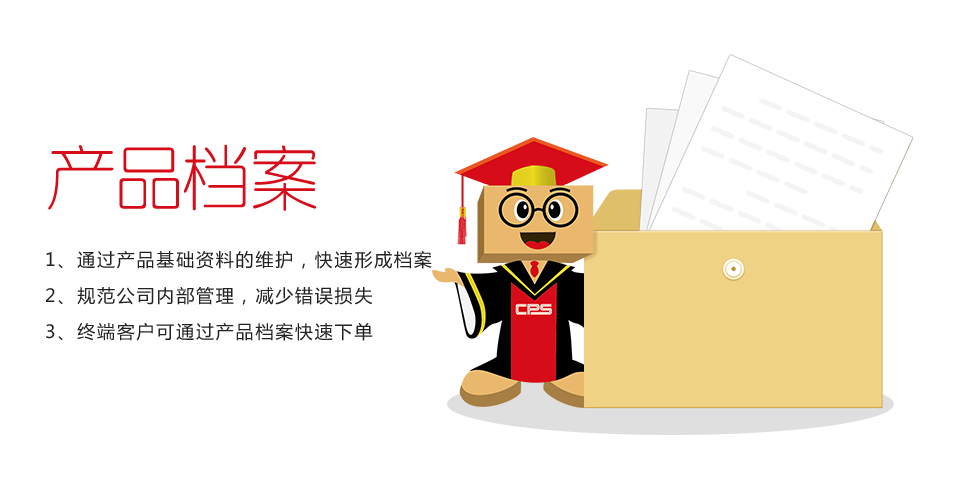 产品档案
1、通过产品基础资料的维护，快速形成档案
2、规范公司内部管理，减少错误损失
3、终端客户可通过产品档案快速下单
CPS